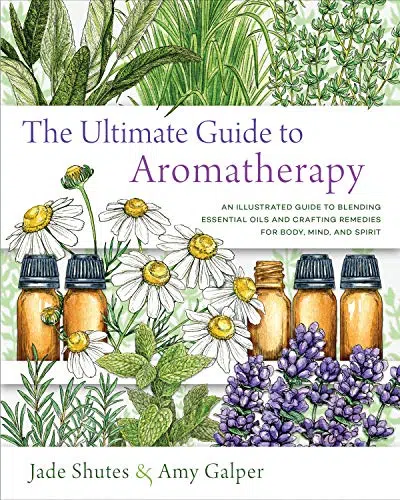 The Ultimate Guide to
Aromatherapy
AN ILLUSTRATED GUIDE TO BLENDING
ESSENTIAL OILS AND CRAFTING REMEDIES
FOR BODY, MIND, AND SPIRIT
Jade Shutes & Amy Galper